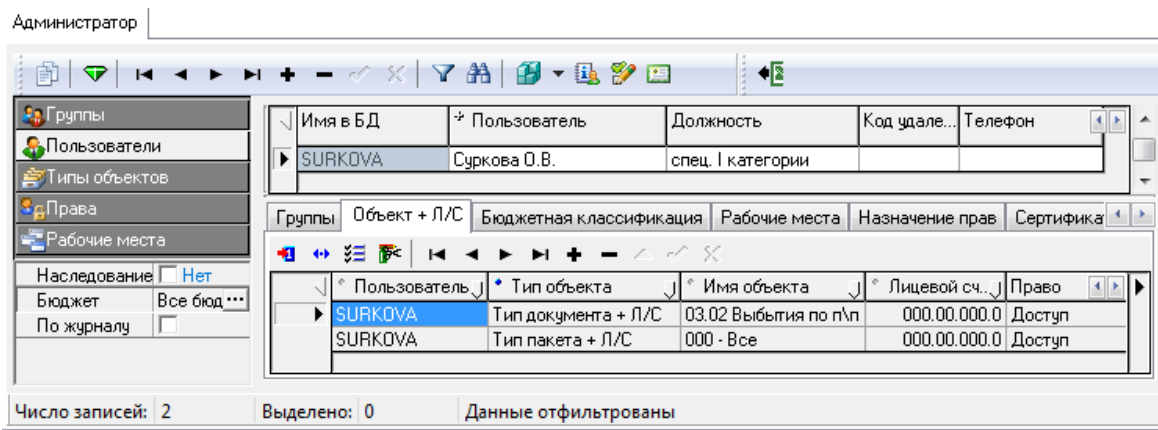 Администратор
Группы
Пользователи
Типы объектов
Права
Рабочие места
Наследование Нет
Бюджет Все бюд ...
По журналу
Имя в БД Пользователь Должность Код удале... Телефон
SURKOVA Суркова О.В. спец. I категории
Группы Объект + Л/С Бюджетная классификация Рабочие места Назначение прав Сертифика
Пользователь Тип объекта Имя объекта Лицевой сч... Право
SURKOVA Тип документа + Л/С 03.02 Выбытия по п\п 000.00.000.0 Доступ
SURKOVA Тип пакета + Л/С 000 - Все 000.00.000.0 Доступ
Число записей: 2 Выделено: 0 Данные отфильтрованы